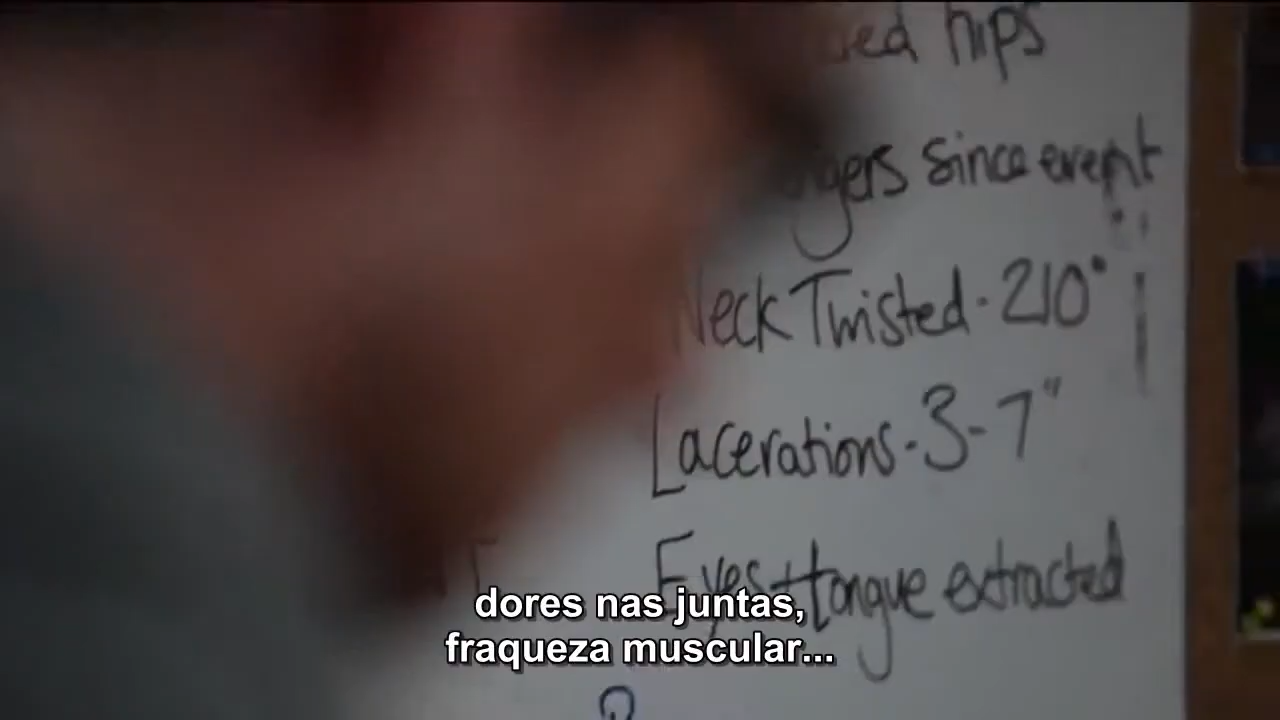 hips
since event
Neck Twisted - 210°
Lacerations - 3-7"
Eyes + tongue extracted
dores nas juntas,
fraqueza muscular...